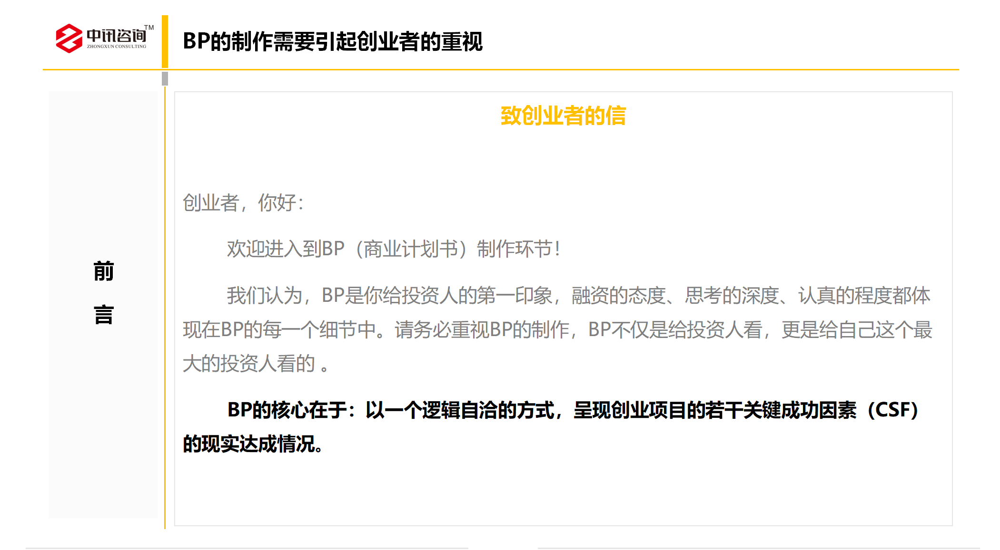 中讯咨询TM
ZHONGXUN CONSULTING
BP的制作需要引起创业者的重视
前
言
致创业者的信
创业者，你好：
欢迎进入到BP（商业计划书）制作环节！
我们认为，BP是你给投资人的第一印象，融资的态度、思考的深度、认真的程度都体
现在BP的每一个细节中。请务必重视BP的制作，BP不仅是给投资人看，更是给自己这个最
大的投资人看的 。
BP的核心在于：以一个逻辑自洽的方式，呈现创业项目的若干关键成功因素（CSF）
的现实达成情况。